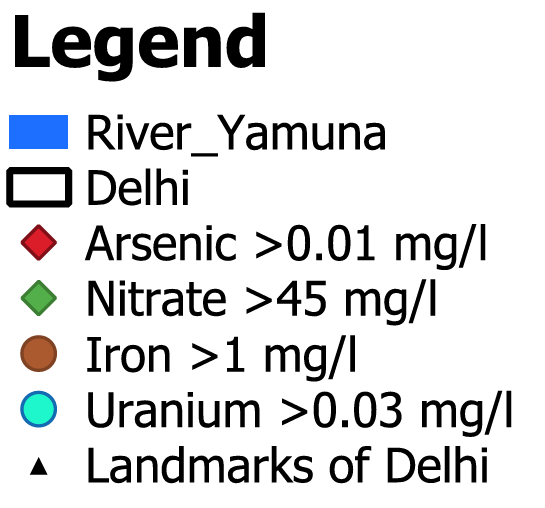 Legend
River_Yamuna
Delhi
Arsenic >0.01 mg/l
Nitrate >45 mg/l
Iron >1 mg/l
Uranium >0.03 mg/l
Landmarks of Delhi